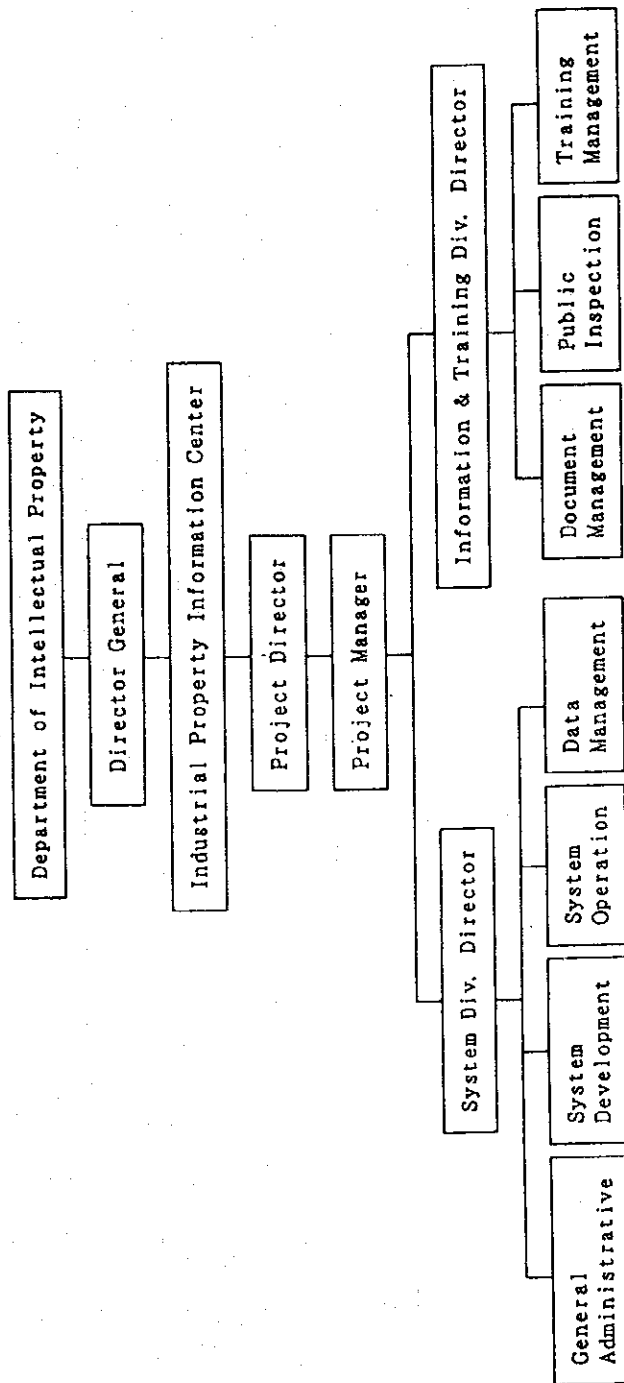 Department of Intellectual Property
Director General
Industrial Property Information Center
Project Director
Project Manager
System Div. Director
Information & Training Div. Director
General
Administrative
System
Development
System
Operation
Data
Management
Document
Management
Public
Inspection
Training
Management